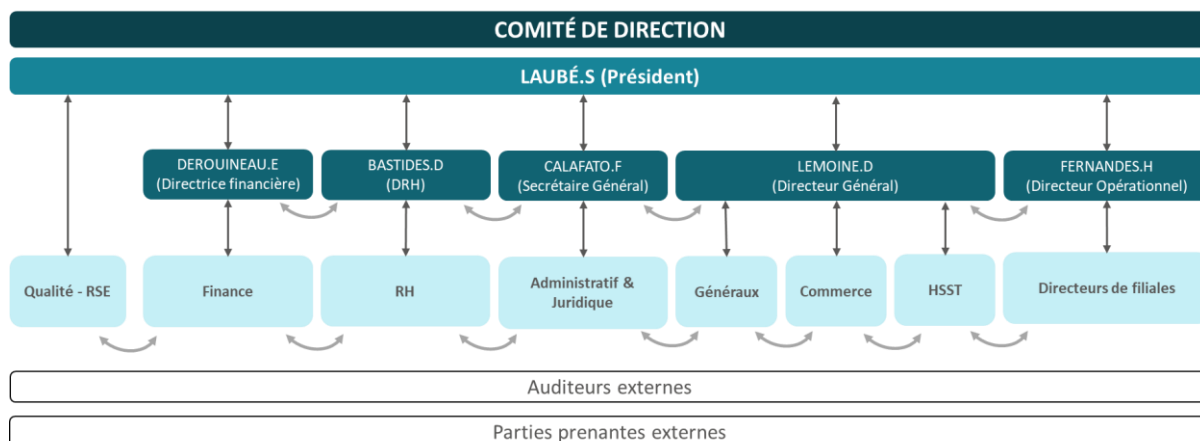 COMITÉ DE DIRECTION
LAUBÉ.S (Président)
DEROUINEAU.E
(Directrice financière)
BASTIDES.D
(DRH)
CALAFATO.F
(Secrétaire Général)
LEMOINE.D
(Directeur Général)
FERNANDES.H
(Directeur Opérationnel)
Qualité - RSE
Finance
RH
Administratif &
Juridique
Généraux
Commerce
HSST
Directeurs de filiales
Auditeurs externes
Parties prenantes externes